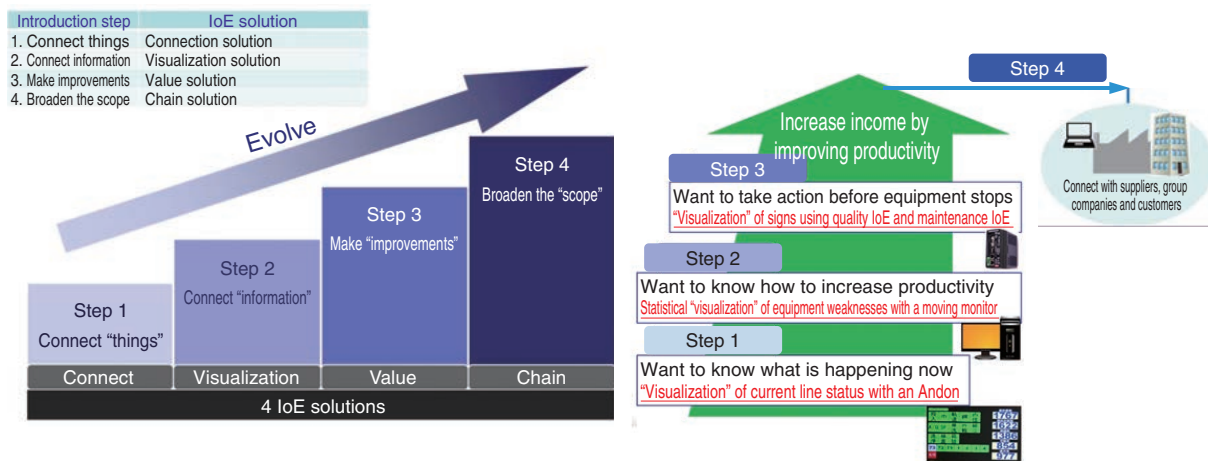 Introduction step IoE solution
1. Connect things Connection solution
2. Connect information Visualization solution
3. Make improvements Value solution
4. Broaden the scope Chain solution
Evolve
Step 1
Connect “things”
Step 2
Connect “information”
Step 3
Make “improvements”
Step 4
Broaden the “scope”
Connect Visualization Value Chain
4 IoE solutions
Step 4
Connect with suppliers, group
companies and customers
Increase income by
improving productivity
Step 3
Want to take action before equipment stops
“Visualization” of signs using quality IoE and maintenance IoE
Step 2
Want to know how to increase productivity
Statistical “visualization” of equipment weaknesses with a moving monitor
Step 1
Want to know what is happening now
“Visualization” of current line status with an Andon
1767
1622
1386
854
977